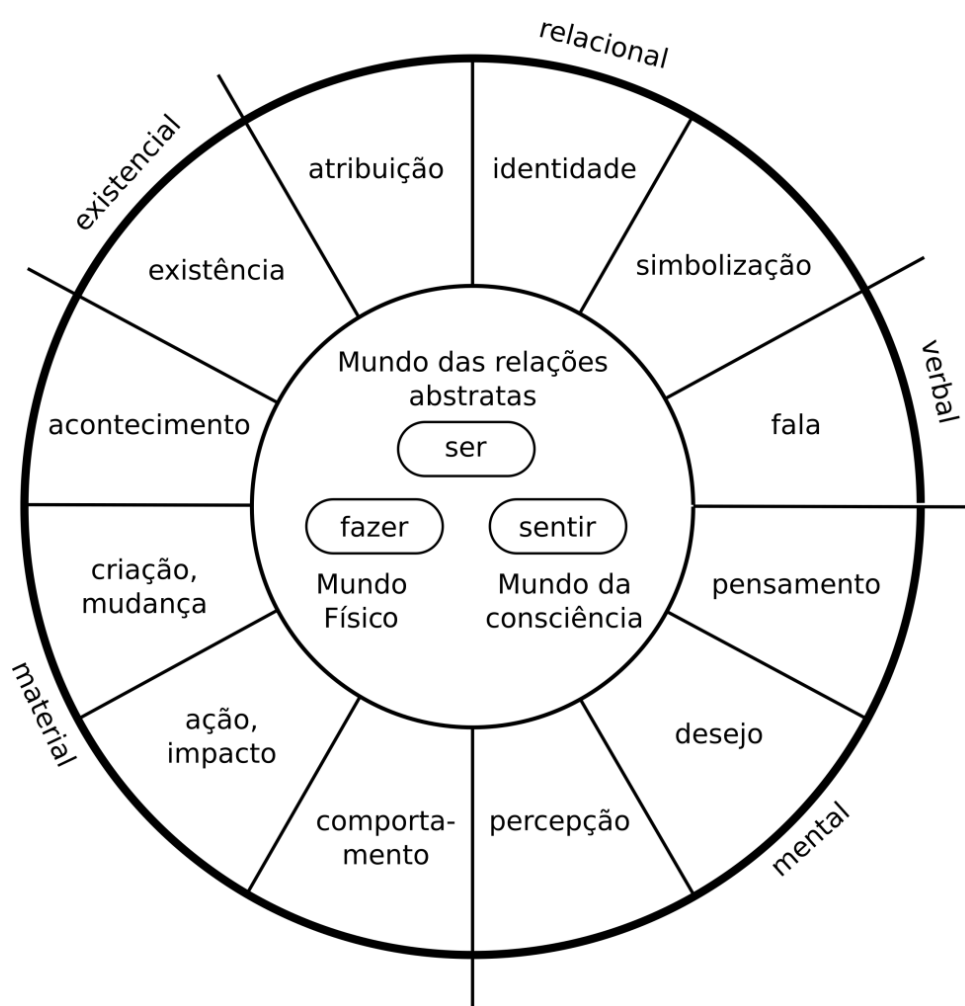 relacional
existencial
atribuição
identidade
existência
simbolização
verbal
Mundo das relações
abstratas
acontecimento
fala
ser
fazer
sentir
criação,
mudança
Mundo
Físico
Mundo da
consciência
pensamento
material
ação,
impacto
desejo
comporta-
mento
percepção
mental